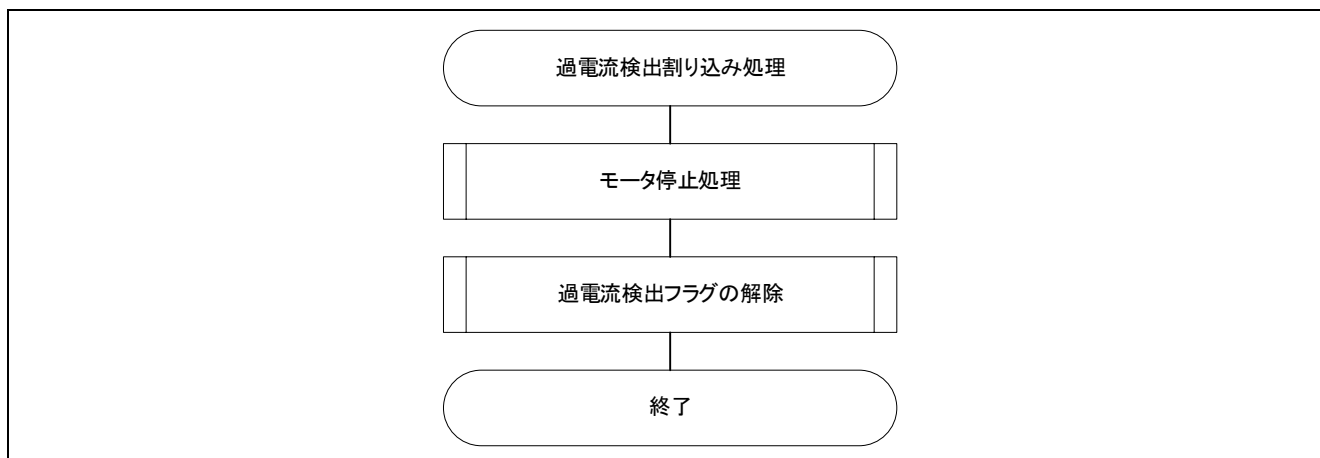 過電流検出割り込み処理
モータ停止処理
過電流検出フラグの解除
終了